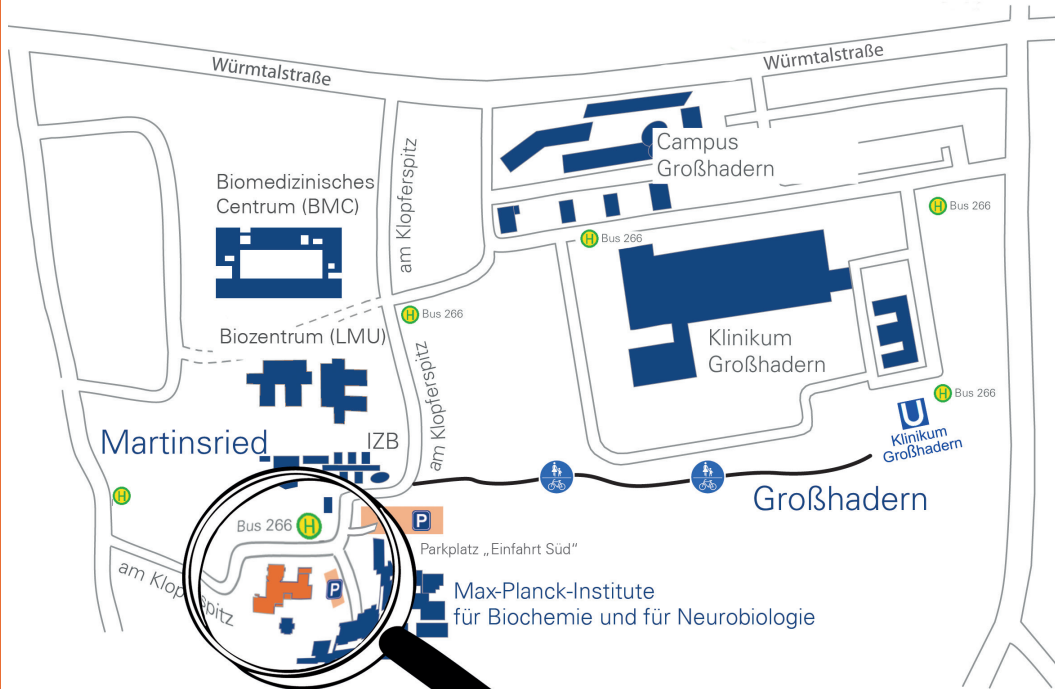 Würmtalstraße
Würmtalstraße
am Klopferspitz
Campus
Großhadern
Biomedizinisches
Centrum (BMC)
H Bus 266
H Bus 266
H Bus 266
Biozentrum (LMU)
Klinikum
Großhadern
am Klopferspitz
H Bus 266
U
Klinikum
Großhadern
Martinsried
IZB
H
Großhadern
Bus 266 H
P
Parkplatz „Einfahrt Süd“
am Klopferspitz
P
Max-Planck-Institute
für Biochemie und für Neurobiologie